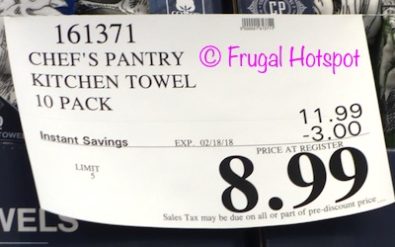 161371
CHEF'S PANTRY
© Frugal Hotspot
KITCHEN TOWEL
10 PACK
11.99
Instant Savings EXP. 02/18/18 -3.00
PRICE AT REGISTER
LIMIT
5
8.99
Sales Tax may be due on all or part of pre-discount price
WELS
CP
TOWEL